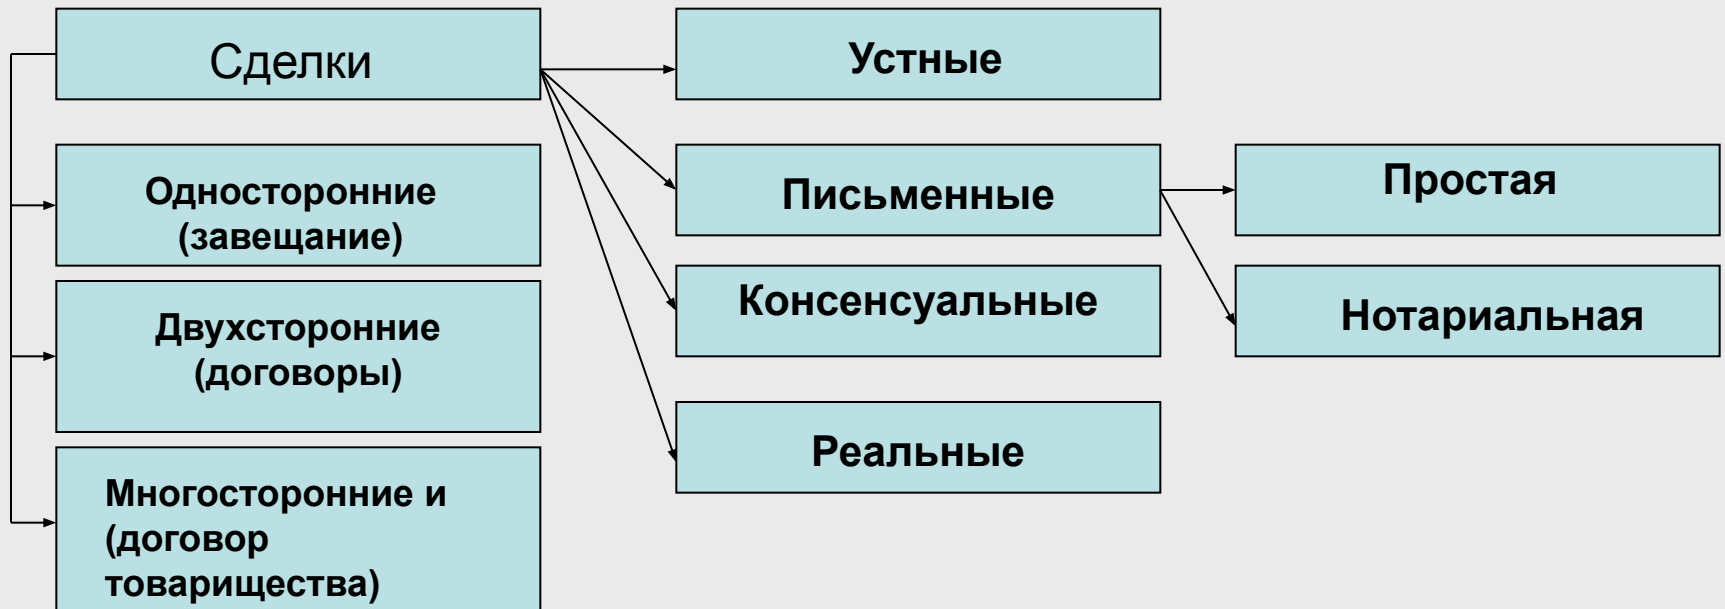 Сделки
Односторонние
(завещание)
Двухсторонние
(договоры)
Многосторонние и
(договор
товарищества)
Устные
Письменные
Консенсуальные
Реальные
Простая
Нотариальная